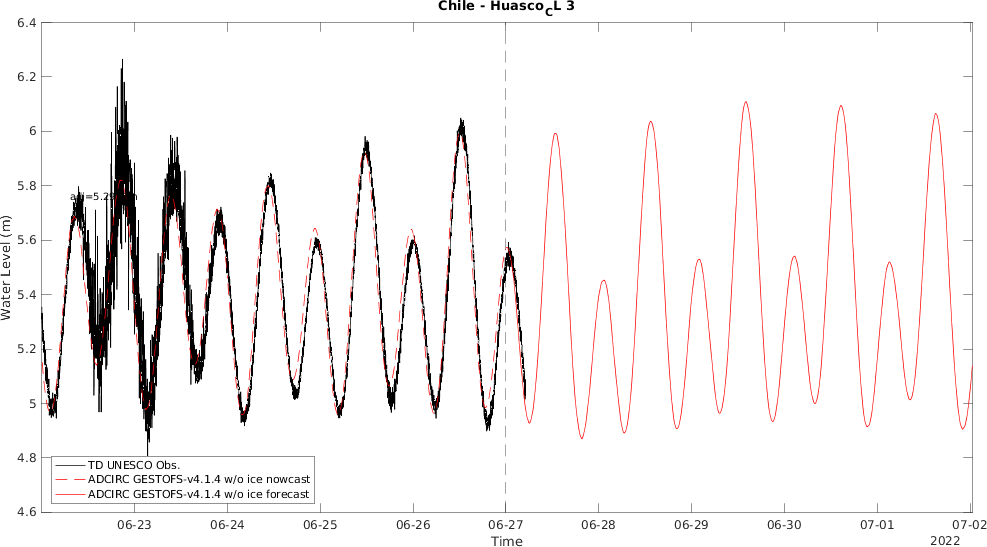 Chile - HuascoCL 3
6.4
6.2
6
5.8
5.6
5.4
5.2
5
4.8
4.6
Water Level (m)
TD UNESCO Obs.
ADCIRC GESTOFS-v4.1.4 w/o ice nowcast
ADCIRC GESTOFS-v4.1.4 w/o ice forecast
06-23 06-24 06-25 06-26 06-27 06-28 06-29 06-30 07-01 07-02
Time
2022